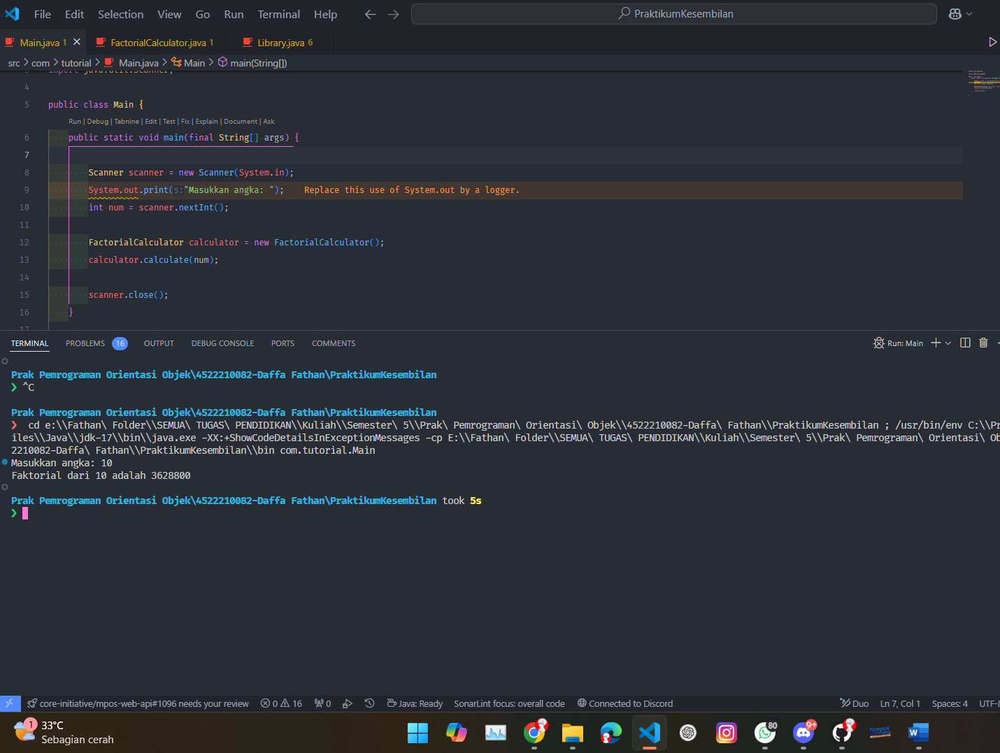 File Edit Selection View Go Run Terminal Help PraktikumKesembilan
Main.java 1 FactorialCalculator.java 1 Library.java 6
src > com > tutorial > Main.java > Main > main(String[])
3 import java.util.Scanner;
4
5 public class Main {
Run | Debug | Tabnine | Edit | Test | Fix | Explain | Document | Ask
6 public static void main(final String[] args) {
7
8 Scanner scanner = new Scanner(System.in);
9 System.out.print(s:"Masukkan angka: "); Replace this use of System.out by a logger.
10 int num = scanner.nextInt();
11
12 FactorialCalculator calculator = new FactorialCalculator();
13 calculator.calculate(num);
14
15 scanner.close();
16 }
17
TERMINAL PROBLEMS 16 OUTPUT DEBUG CONSOLE PORTS COMMENTS Run: Main
Prak Pemrograman Orientasi Objek\4522210082-Daffa Fathan\PraktikumKesembilan
❯ ^C
Prak Pemrograman Orientasi Objek\4522210082-Daffa Fathan\PraktikumKesembilan
❯ cd e:\\Fathan\ Folder\\SEMUA\ TUGAS\ PENDIDIKAN\\Kuliah\\Semester\ 5\\Prak\ Pemrograman\ Orientasi\ Objek\\4522210082-Daffa\ Fathan\\PraktikumKesembilan ; /usr/bin/env C:\\Pr
iles\\Java\\jdk-17\\bin\\java.exe -XX:+ShowCodeDetailsInExceptionMessages -cp E:\\Fathan\ Folder\\SEMUA\ TUGAS\ PENDIDIKAN\\Kuliah\\Semester\ 5\\Prak\ Pemrograman\ Orientasi\ Ob
2210082-Daffa\ Fathan\\PraktikumKesembilan\\bin com.tutorial.Main
Masukkan angka: 10
Faktorial dari 10 adalah 3628800
Prak Pemrograman Orientasi Objek\4522210082-Daffa Fathan\PraktikumKesembilan took 5s
❯
core-initiative/mpos-web-api#1096 needs your review 0 16 0 Java: Ready SonarLint focus: overall code Connected to Discord Duo Ln 7, Col 1 Spaces: 4 UTF-8
1 33°C
Sebagian cerah
80 9+ W